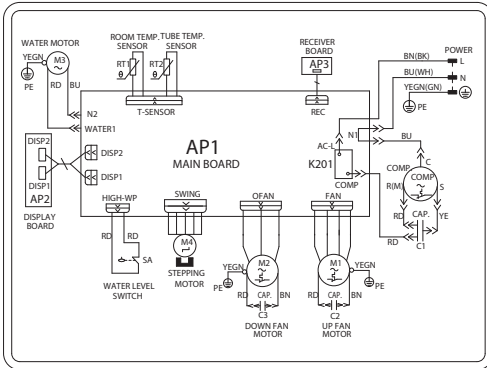 ROOM TEMP. SENSOR
TUBE TEMP. SENSOR
RECEIVER BOARD
AP3
POWER
WATER MOTOR
YEGN
M3
PE
RD
BU
RT1
θ
RT2
θ
T-SENSOR
REC
BN(BK)
L
BU(WH)
N
YEGN(GN)
PE
N2
WATER1
AP1
MAIN BOARD
AC-L
N1
K201
COMP
BU
C
COMP
COMP
R(M)
S
RD
CAP.
YE
C1
RD
DISP2
DISP1
AP2
DISPLAY BOARD
DISP2
DISP1
HIGH-WP
SWING
OFAN
FAN
RD
RD
SA
WATER LEVEL SWITCH
M4
STEPPING MOTOR
YEGN
M2
PE
RD
CAP.
BN
C3
DOWN FAN MOTOR
M1
YEGN
PE
RD
CAP.
BN
C2
UP FAN MOTOR